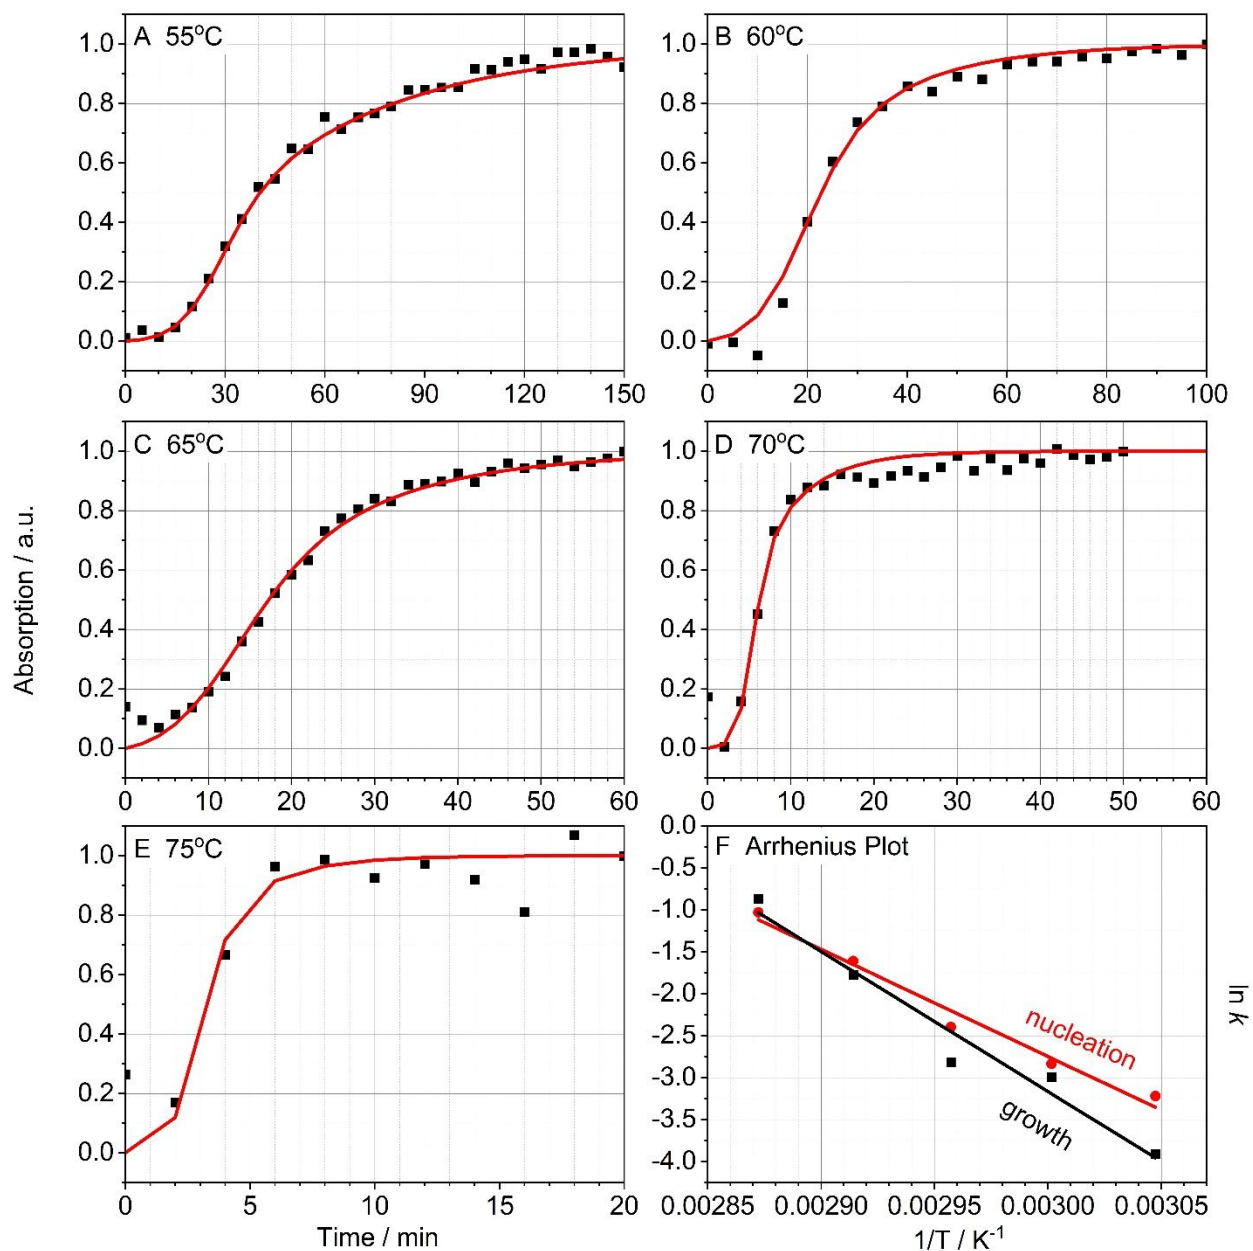 A 55°C
1.0
0.8
0.6
0.4
0.2
0.0
0 30 60 90 120 150
B 60°C
1.0
0.8
0.6
0.4
0.2
0.0
0 20 40 60 80 100
C 65°C
1.0
0.8
0.6
0.4
0.2
0.0
0 10 20 30 40 50 60
D 70°C
1.0
0.8
0.6
0.4
0.2
0.0
0 10 20 30 40 50 60
Absorption / a.u.
E 75°C
1.0
0.8
0.6
0.4
0.2
0.0
0 5 10 15 20
Time / min
F Arrhenius Plot
0.0
-0.5
-1.0
-1.5
-2.0
-2.5
-3.0
-3.5
-4.0
nucleation
growth
0.00285 0.00290 0.00295 0.00300 0.00305
1/T / K⁻¹
ln k